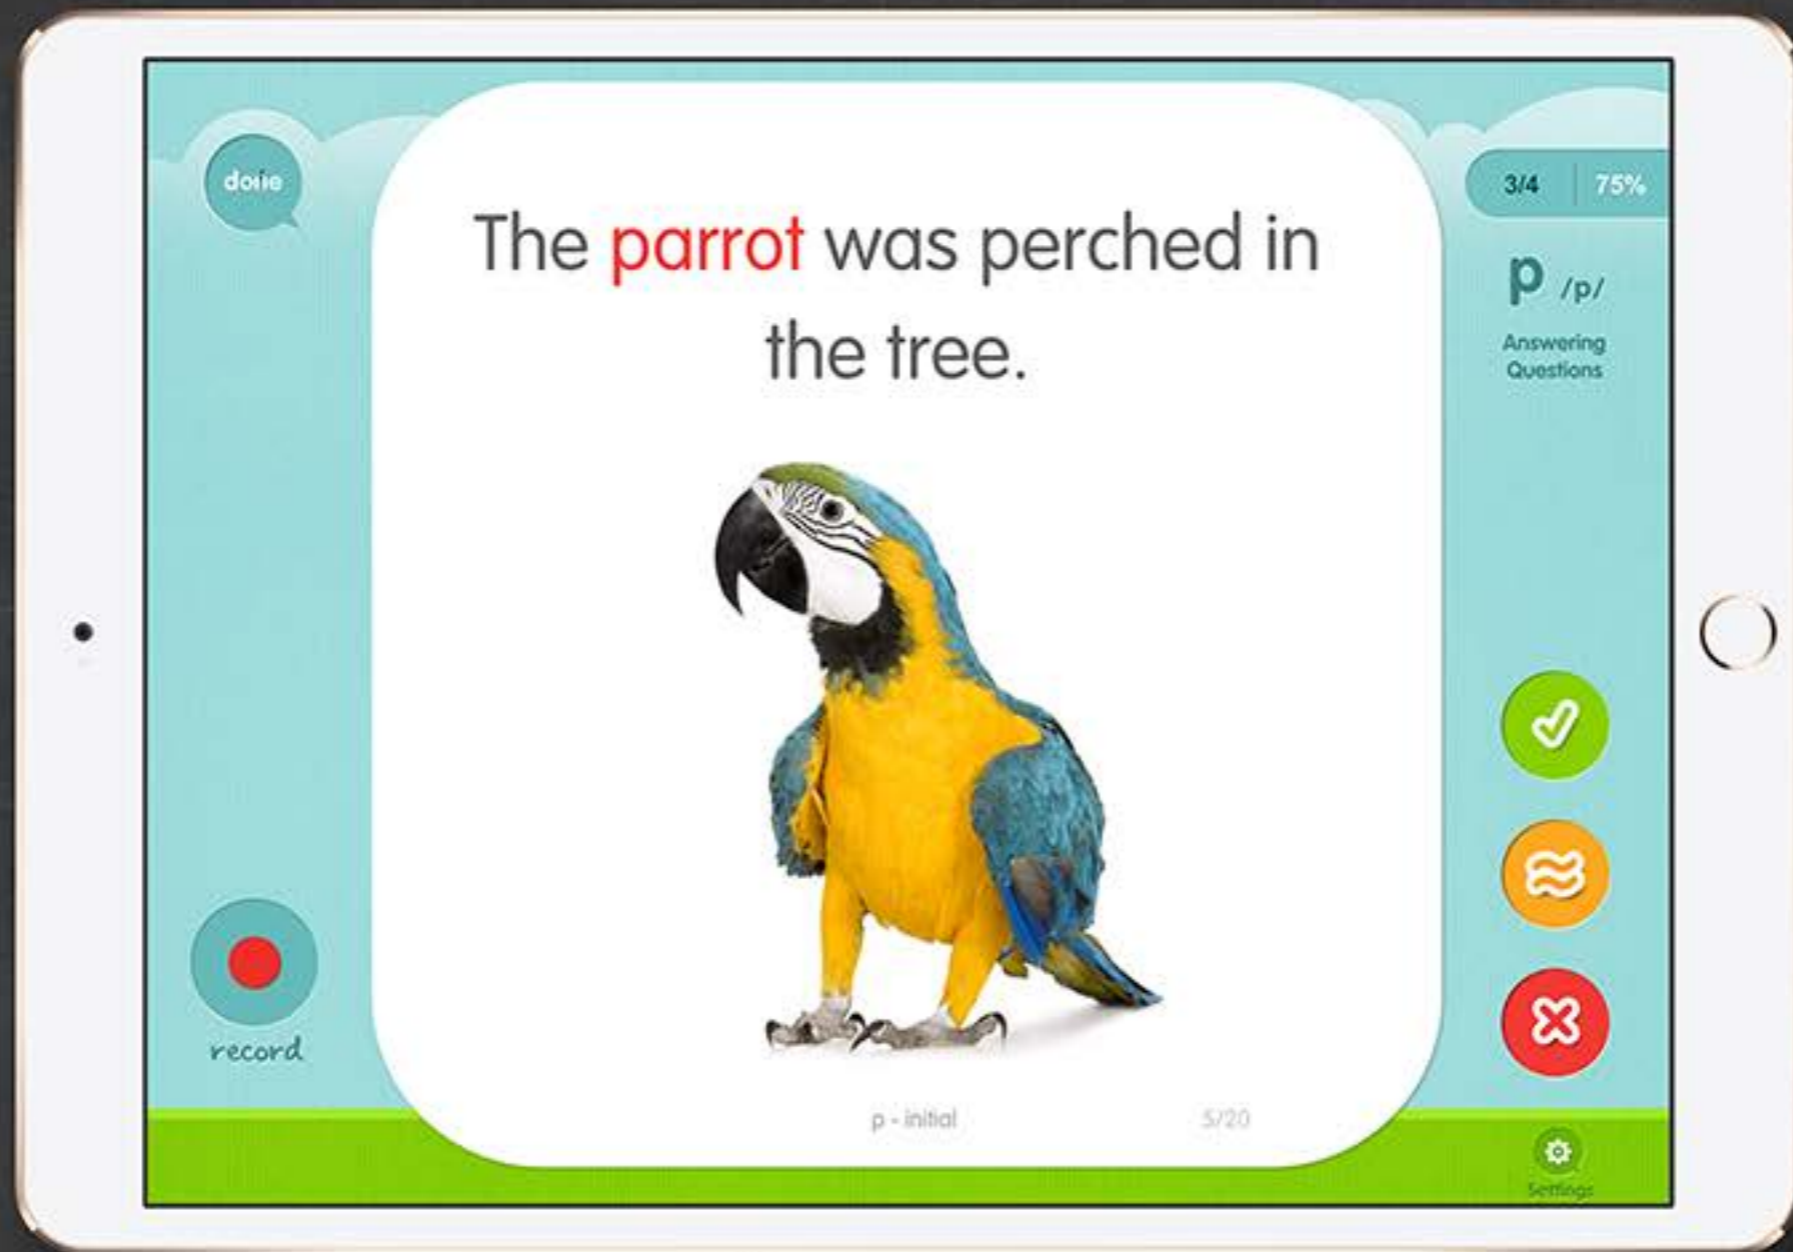 done
The parrot was perched in
the tree.
3/4 75%
p /p/
Answering
Questions
record
p - initial 5/20
Settings